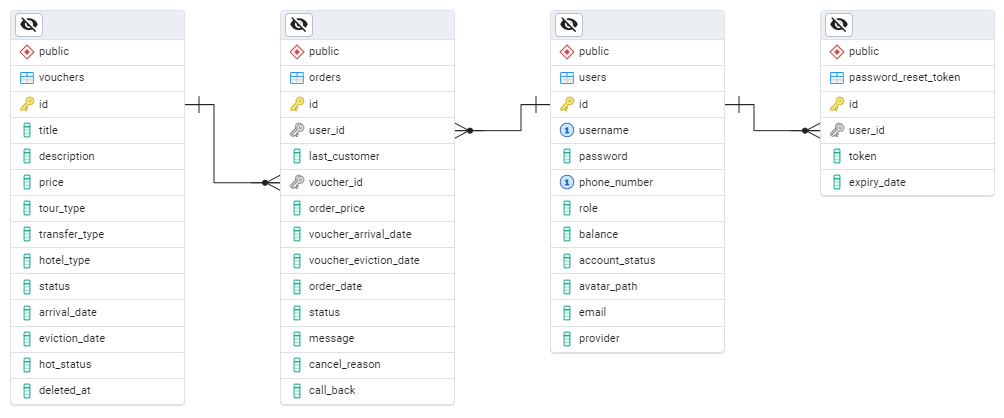 public
vouchers
id
title
description
price
tour_type
transfer_type
hotel_type
status
arrival_date
eviction_date
hot_status
deleted_at
public
orders
id
user_id
last_customer
voucher_id
order_price
voucher_arrival_date
voucher_eviction_date
order_date
status
message
cancel_reason
call_back
public
users
id
1 username
password
1 phone_number
role
balance
account_status
avatar_path
email
provider
public
password_reset_token
id
user_id
token
expiry_date